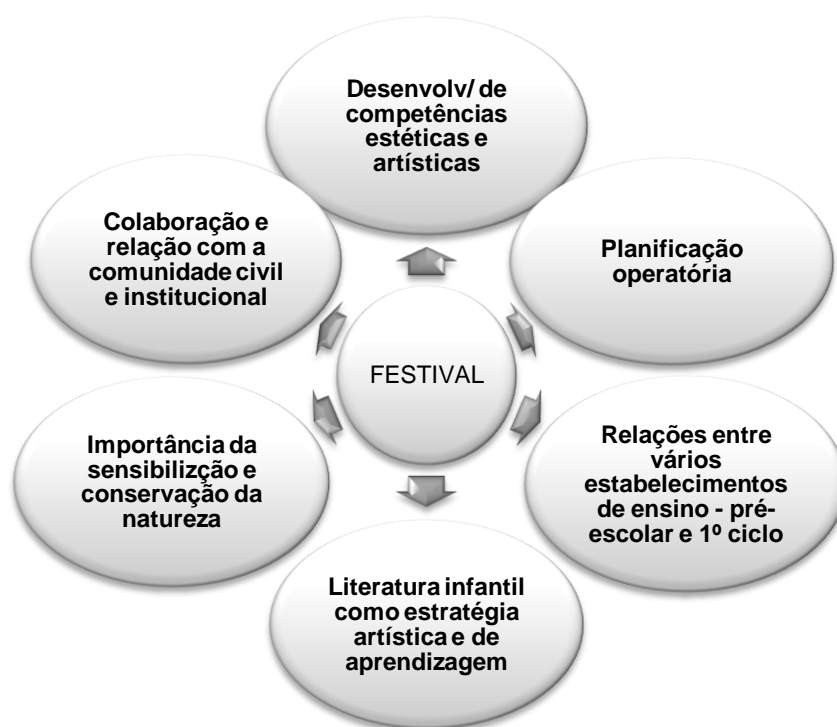 Desenvolv/ de
competências
estéticas e
artísticas
Colaboração e
relação com a
comunidade civil
e institucional
Planificação
operatória
FESTIVAL
Importância da
sensibilizção e
conservação da
natureza
Relações entre
vários
estabelecimentos
de ensino - pré-
escolar e 1º ciclo
Literatura infantil
como estratégia
artística e de
aprendizagem